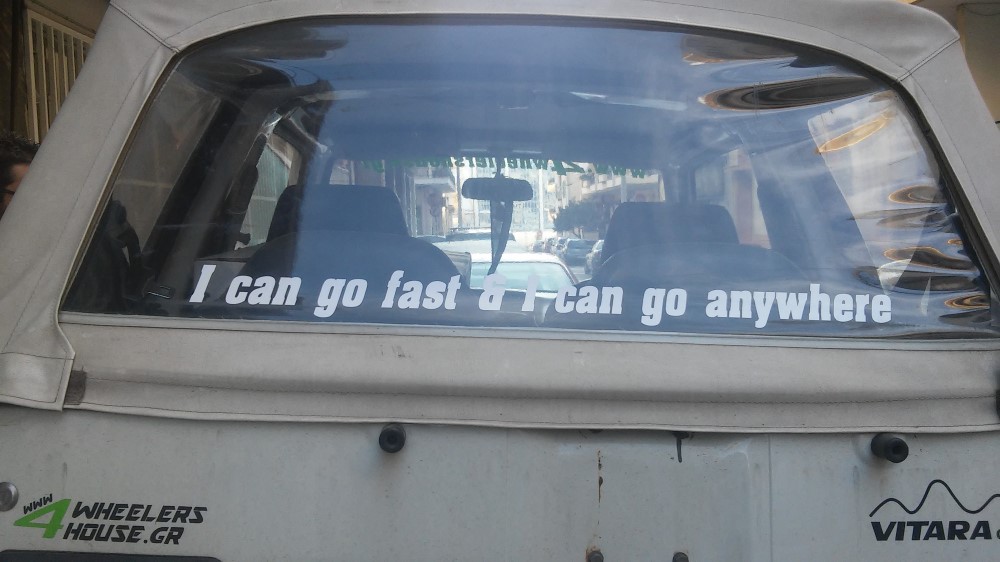 I can go fast & I can go anywhere
www
4WHEELERS
HOUSE.GR
VITARA